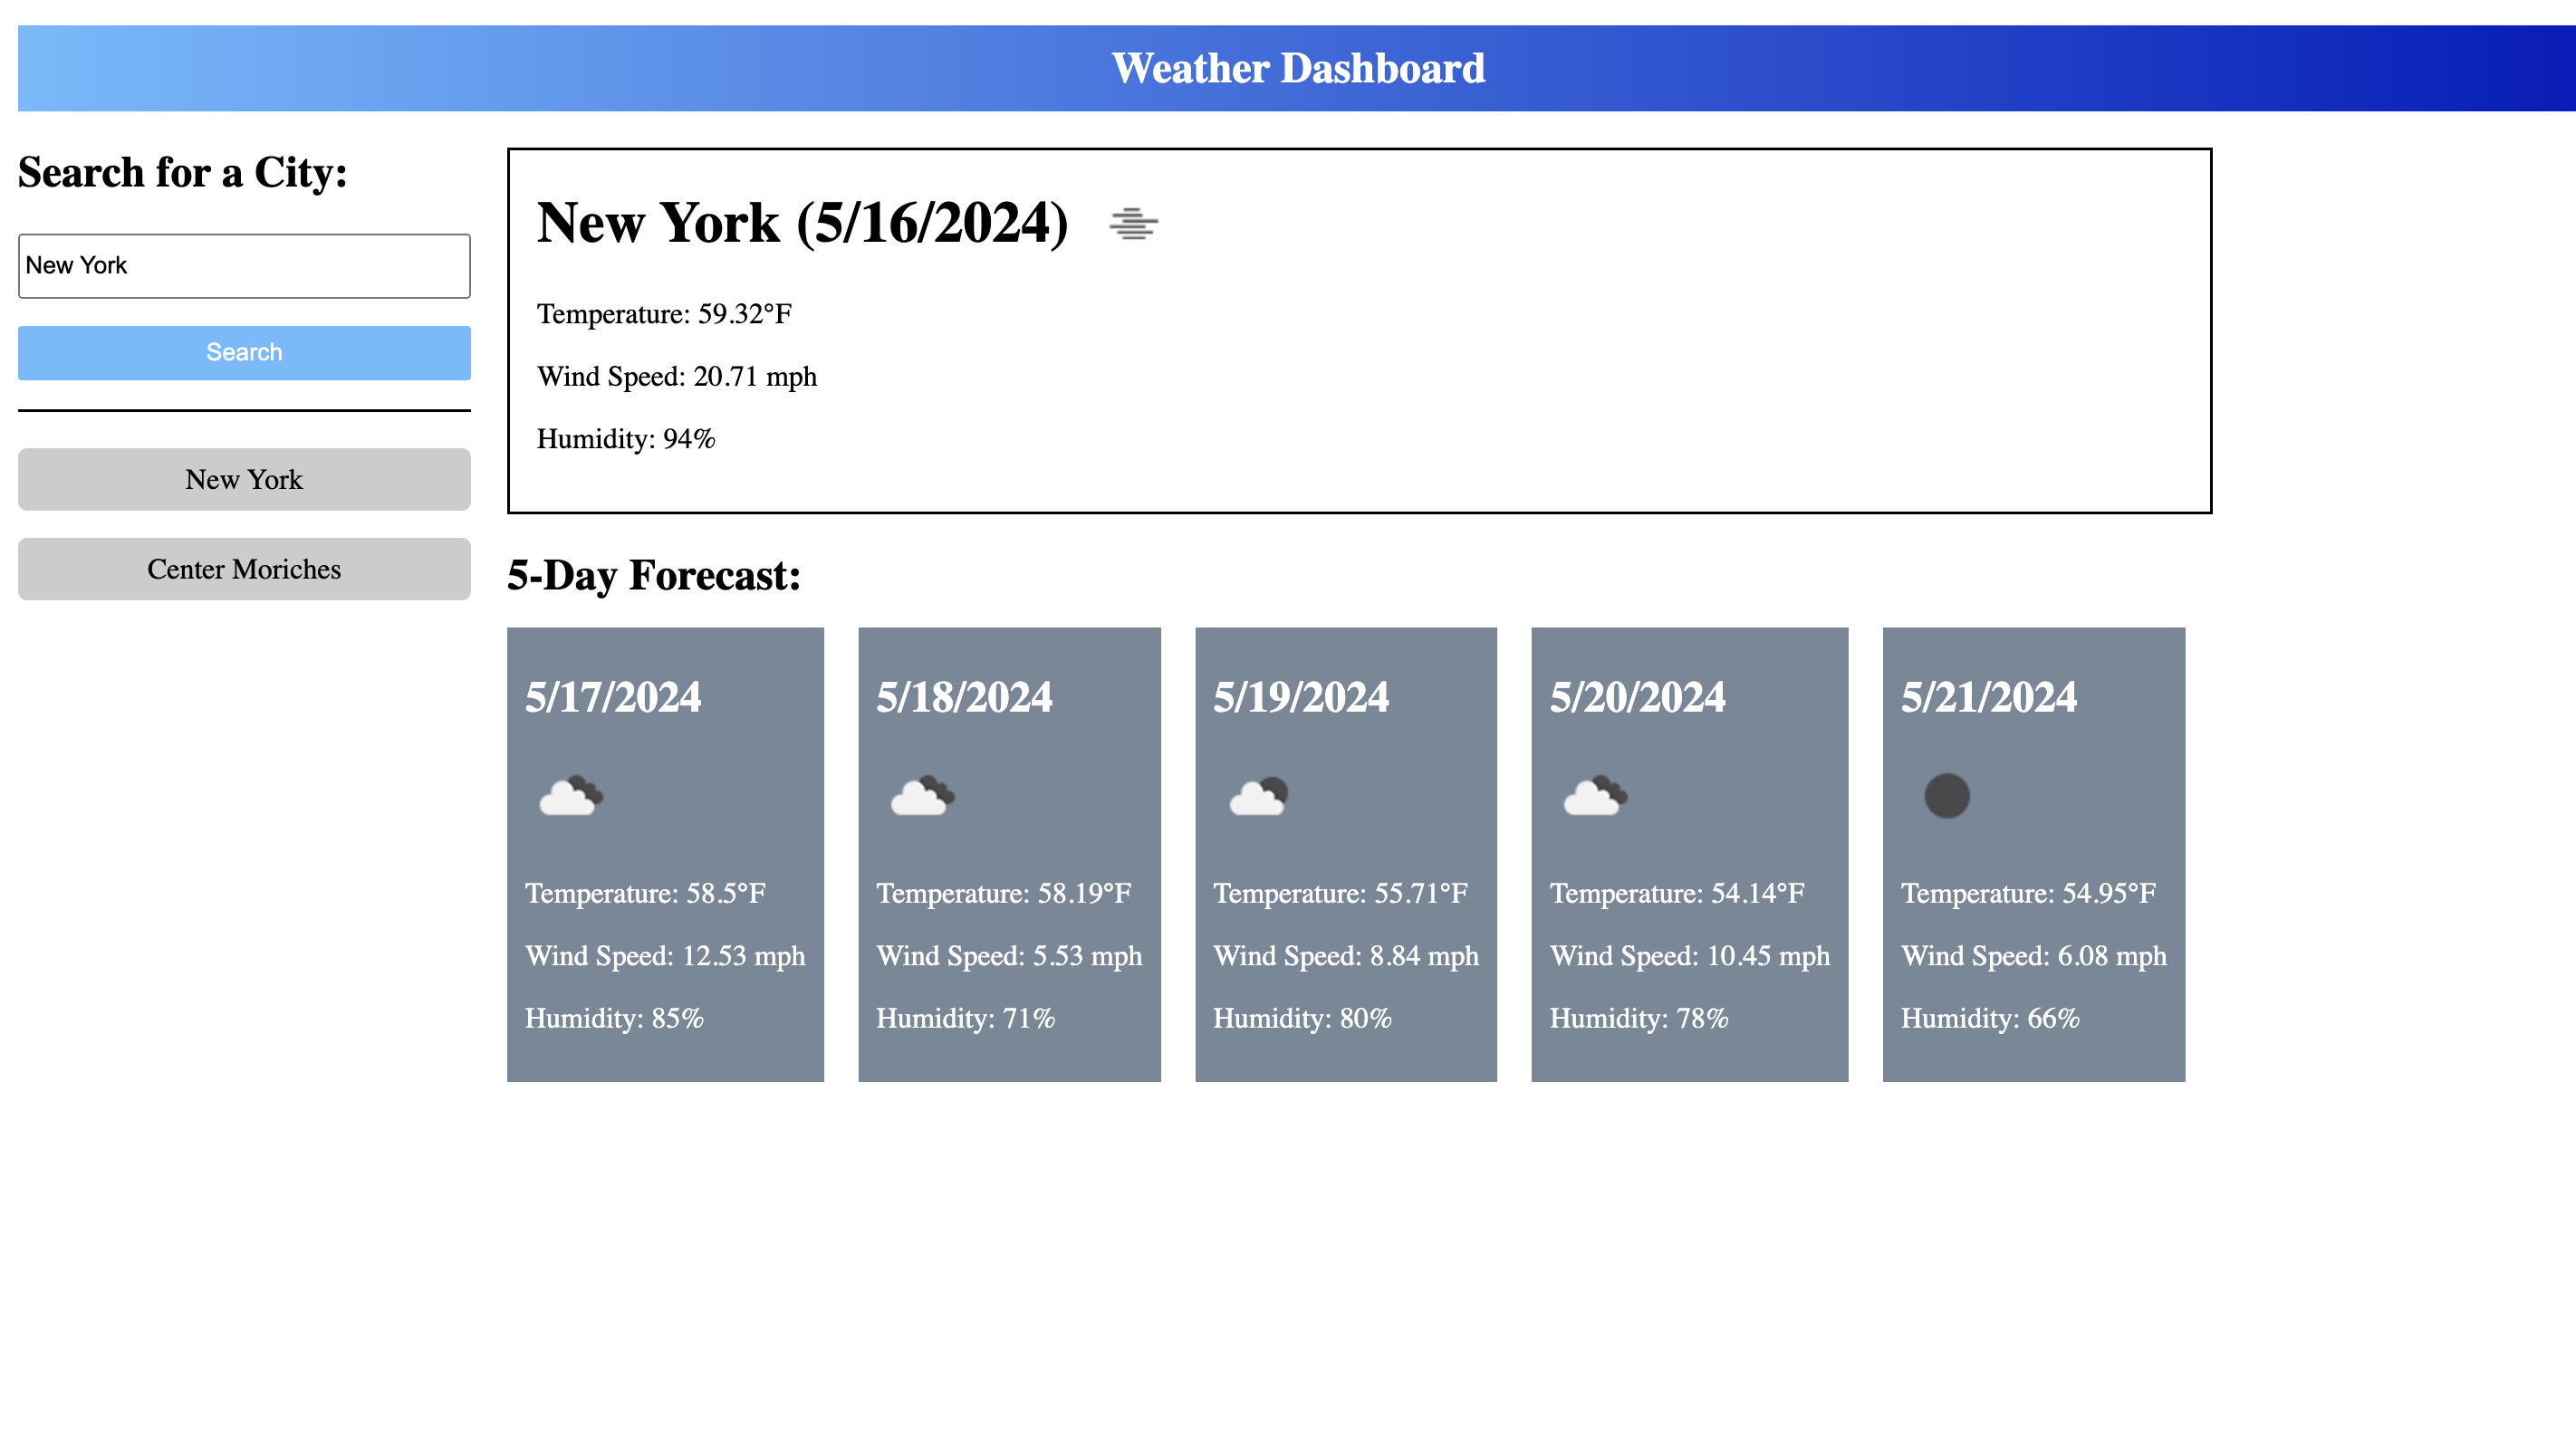 Weather Dashboard
Search for a City:
New York
Search
New York
Center Moriches
New York (5/16/2024)
Temperature: 59.32°F
Wind Speed: 20.71 mph
Humidity: 94%
5-Day Forecast:
5/17/2024
Temperature: 58.5°F
Wind Speed: 12.53 mph
Humidity: 85%
5/18/2024
Temperature: 58.19°F
Wind Speed: 5.53 mph
Humidity: 71%
5/19/2024
Temperature: 55.71°F
Wind Speed: 8.84 mph
Humidity: 80%
5/20/2024
Temperature: 54.14°F
Wind Speed: 10.45 mph
Humidity: 78%
5/21/2024
Temperature: 54.95°F
Wind Speed: 6.08 mph
Humidity: 66%